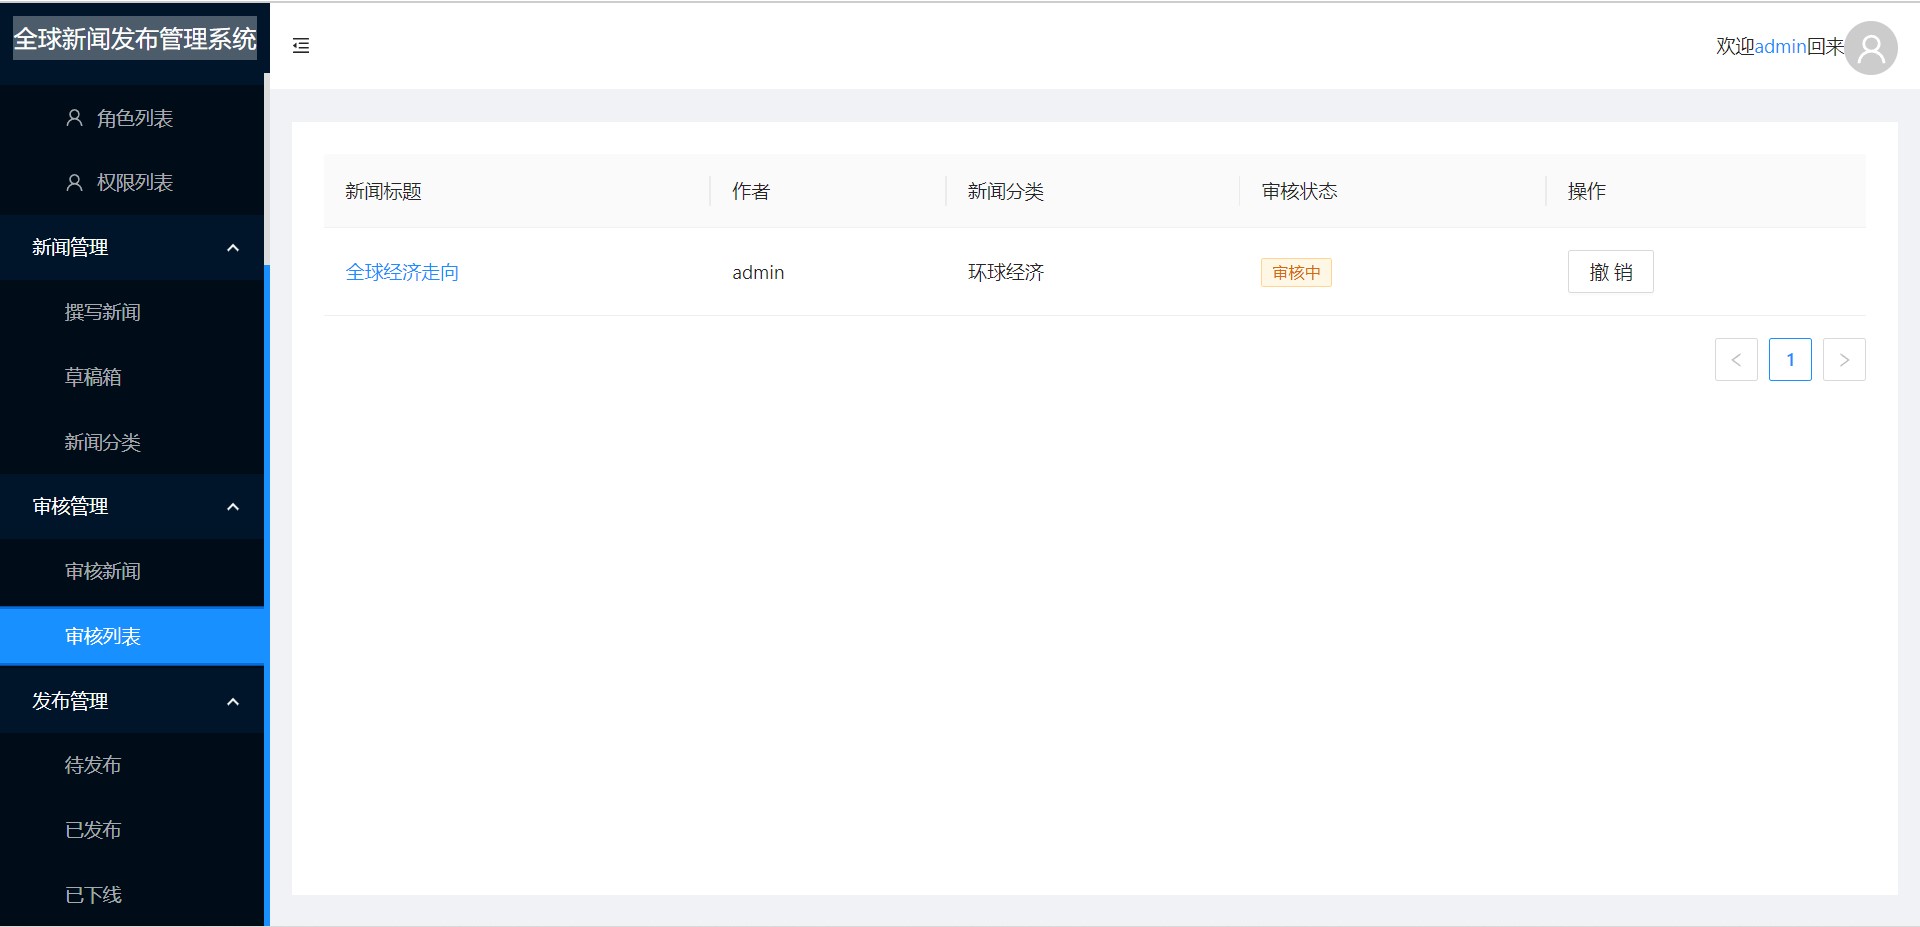 全球新闻发布管理系统
欢迎admin回来
角色列表
权限列表
新闻管理
撰写新闻
草稿箱
新闻分类
审核管理
审核新闻
审核列表
发布管理
待发布
已发布
已下线
新闻标题 作者 新闻分类 审核状态 操作
全球经济走向 admin 环球经济 审核中 撤 销
< 1 >